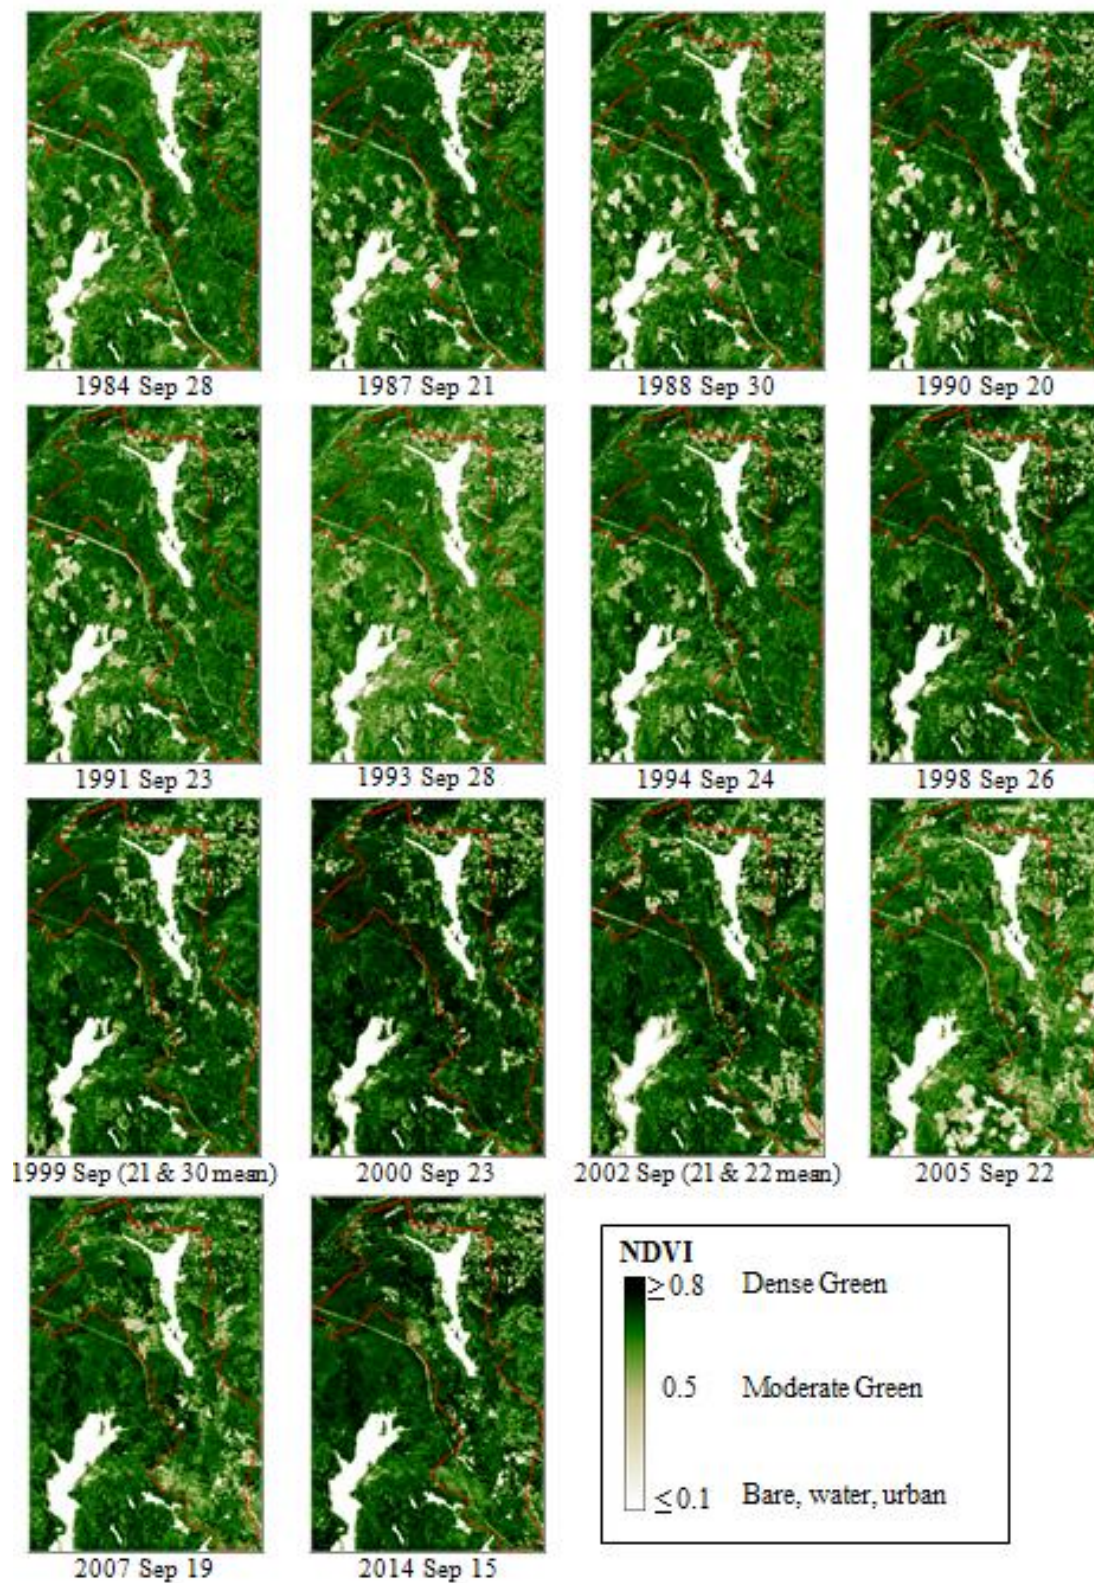 1984 Sep 28
1987 Sep 21
1988 Sep 30
1990 Sep 20
1991 Sep 23
1993 Sep 28
1994 Sep 24
1998 Sep 26
1999 Sep (21 & 30 mean)
2000 Sep 23
2002 Sep (21 & 22 mean)
2005 Sep 22
2007 Sep 19
2014 Sep 15
NDVI
≥ 0.8 Dense Green
0.5 Moderate Green
≤ 0.1 Bare, water, urban